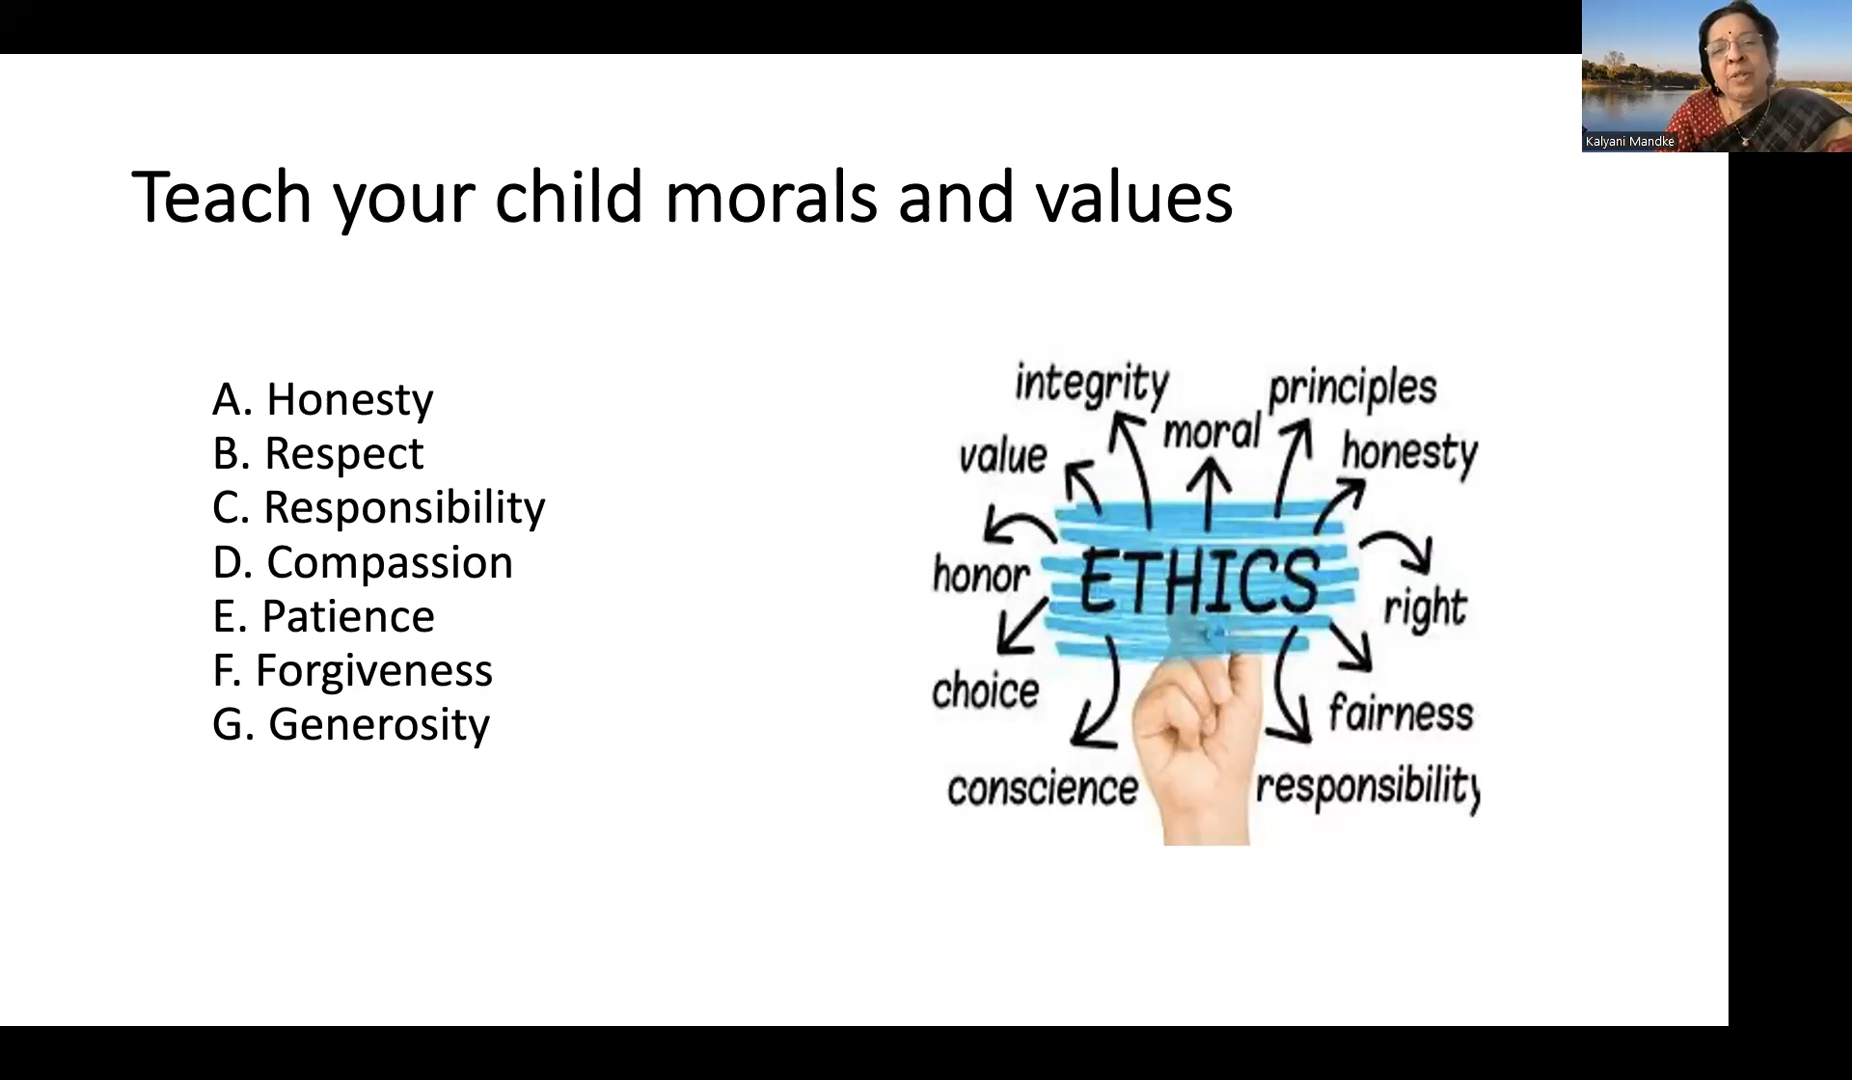 Kalyani Mandke
Teach your child morals and values
A. Honesty
B. Respect
C. Responsibility
D. Compassion
E. Patience
F. Forgiveness
G. Generosity
integrity
principles
moral
value
honesty
ETHICS
honor
right
choice
fairness
conscience
responsibility